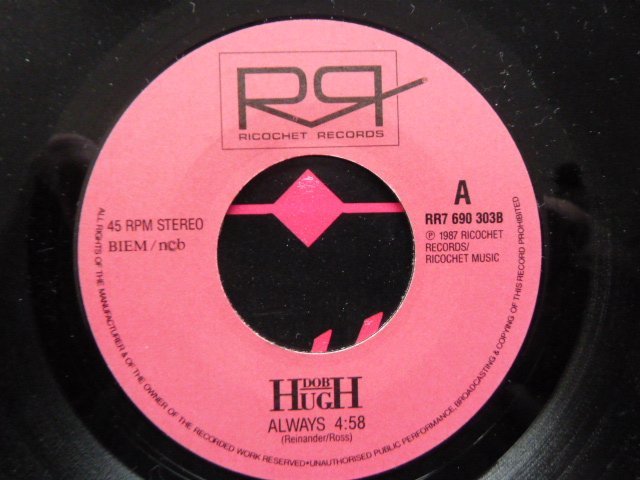 RR
RICOCHET RECORDS
45 RPM STEREO
BIEM/ncb
A
RR7 690 303B
℗ 1987 RICOCHET
RECORDS/
RICOCHET MUSIC
DOB
HUGH
ALWAYS 4:58
(Reinander/Ross)
ALL RIGHTS OF THE MANUFACTURER & OF THE OWNER OF THE RECORDED WORK RESERVED•UNAUTHORISED PUBLIC PERFORMANCE, BROADCASTING & COPYING OF THIS RECORD PROHIBITED